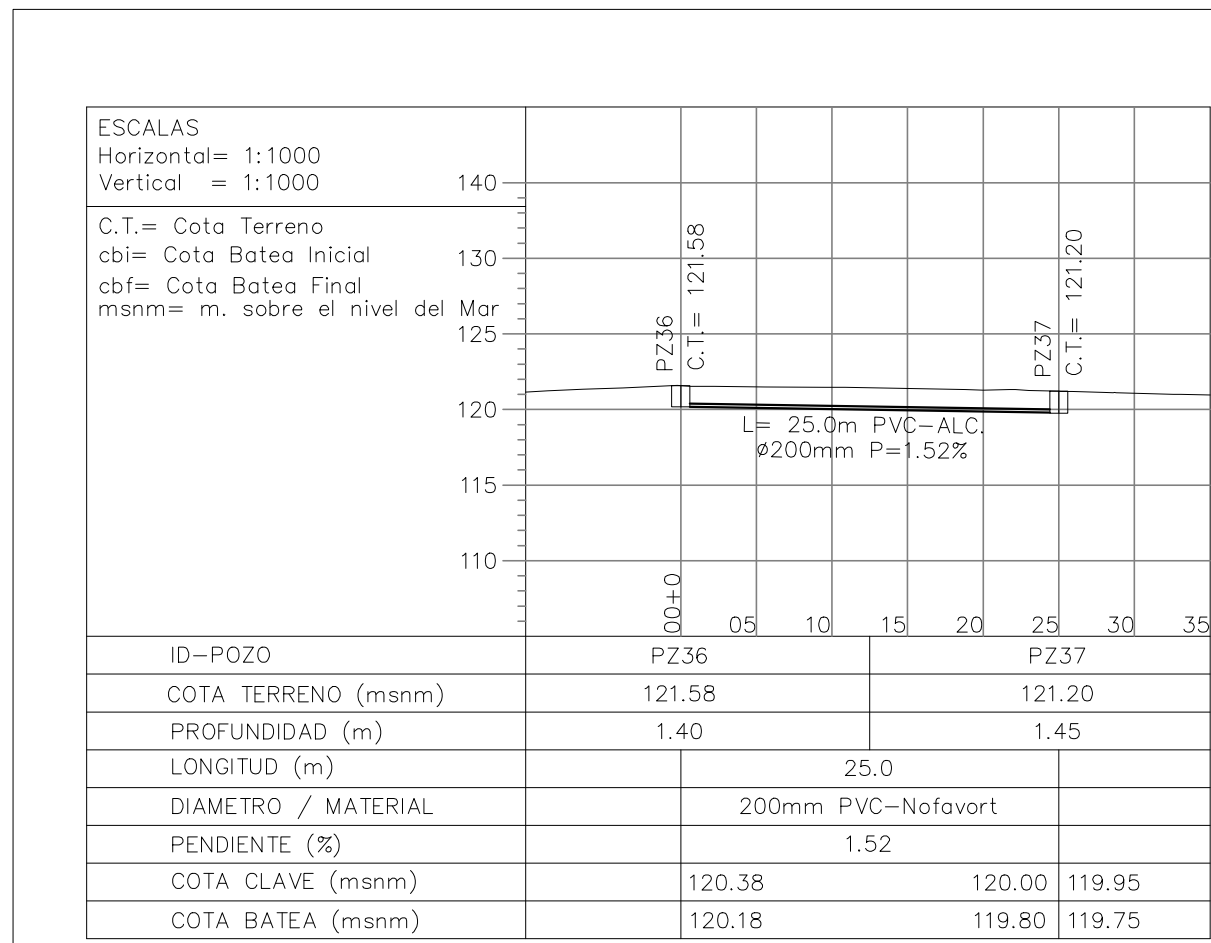 ESCALAS
Horizontal= 1:1000
Vertical = 1:1000
C.T.= Cota Terreno
cbi= Cota Batea Inicial
cbf= Cota Batea Final
msnm= m. sobre el nivel del Mar
140
130
125
120
115
110
PZ36
C.T.= 121.58
PZ37
C.T.= 121.20
L= 25.0m PVC-ALC.
ø200mm P=1.52%
00+0 05 10 15 20 25 30 35
ID-POZO PZ36 PZ37
COTA TERRENO (msnm) 121.58 121.20
PROFUNDIDAD (m) 1.40 1.45
LONGITUD (m) 25.0
DIAMETRO / MATERIAL 200mm PVC-Nofavort
PENDIENTE (%) 1.52
COTA CLAVE (msnm) 120.38 120.00 119.95
COTA BATEA (msnm) 120.18 119.80 119.75